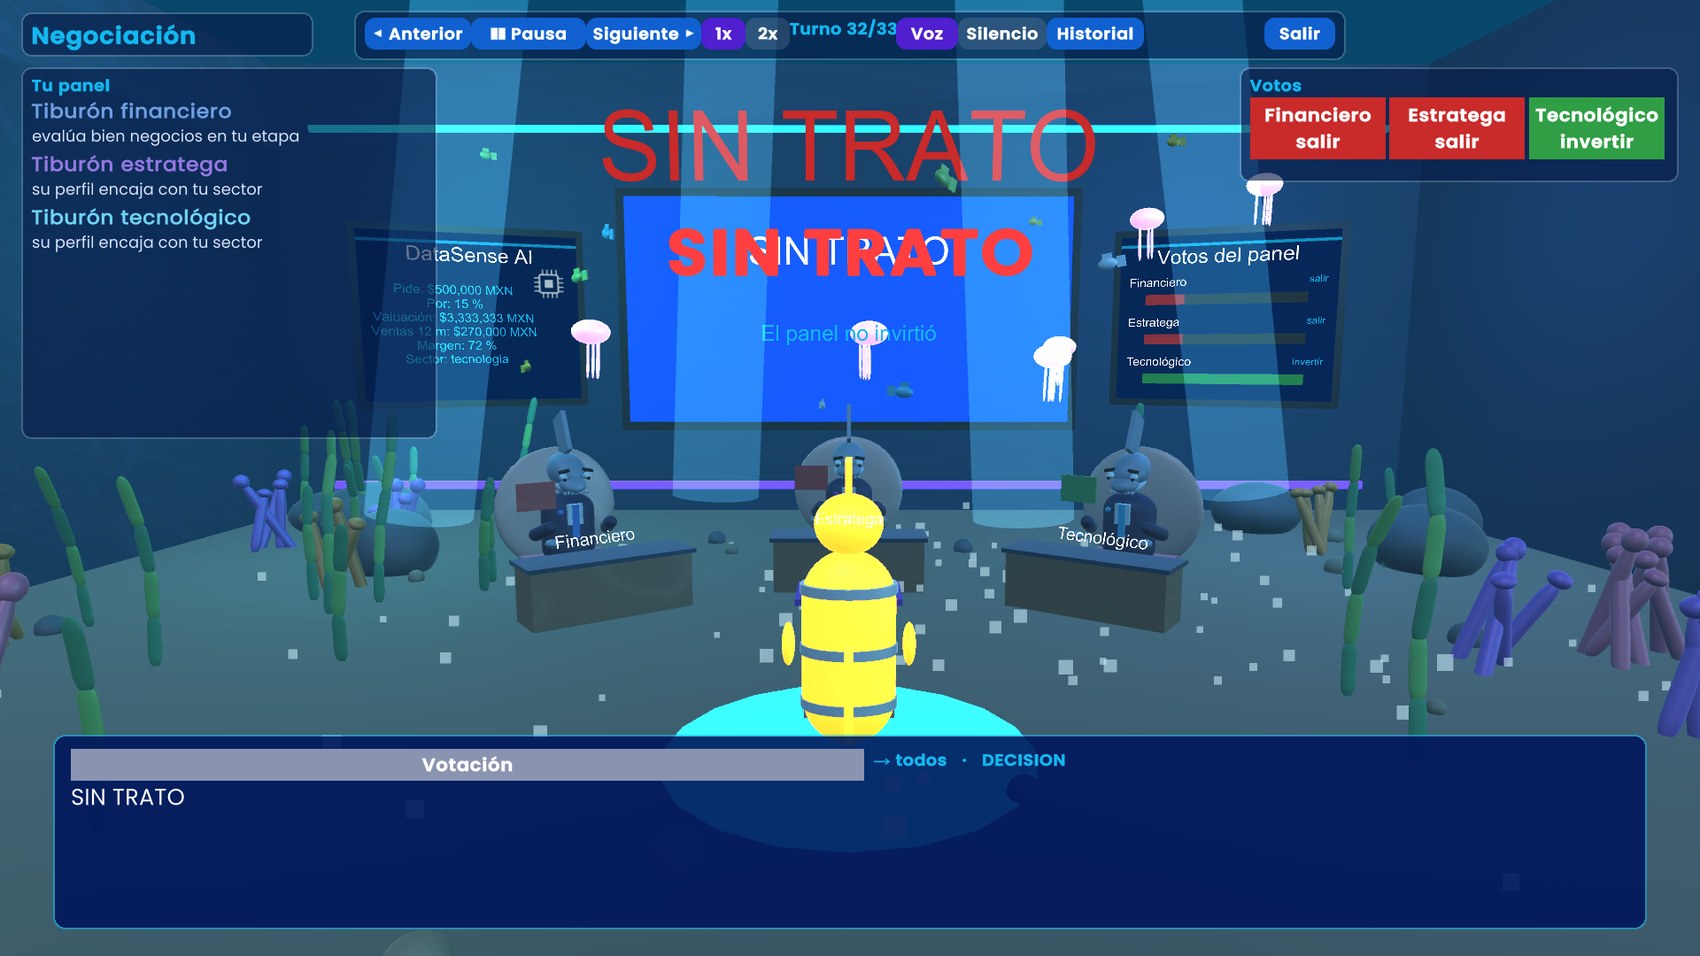 Negociación
◂ Anterior
▮▮ Pausa
Siguiente ▸
1x
2x
Turno 32/33
Voz
Silencio
Historial
Salir
Tu panel
Tiburón financiero
evalúa bien negocios en tu etapa
Tiburón estratega
su perfil encaja con tu sector
Tiburón tecnológico
su perfil encaja con tu sector
Votos
Financiero
salir
Estratega
salir
Tecnológico
invertir
SIN TRATO
SIN TRATO
SIN TRATO
El panel no invirtió
DataSense AI
Pide: $500,000 MXN
Por: 15 %
Valuación: $3,333,333 MXN
Ventas 12 m: $270,000 MXN
Margen: 72 %
Sector: tecnologia
Votos del panel
Financiero
salir
Estratega
salir
Tecnológico
invertir
Financiero
Estratega
Tecnológico
Votación
→ todos · DECISION
SIN TRATO